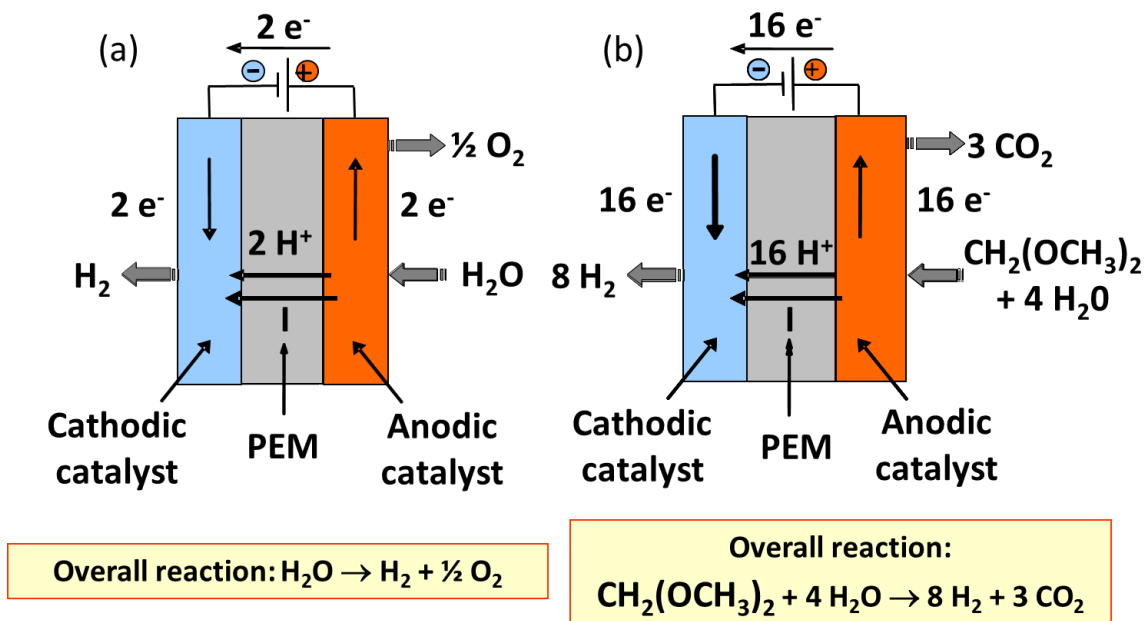 (a)
2 e⁻
−
+
½ O₂
2 e⁻
2 e⁻
2 H⁺
H₂
H₂O
I
Cathodic
catalyst
PEM
Anodic
catalyst
Overall reaction: H₂O → H₂ + ½ O₂
(b)
16 e⁻
−
+
3 CO₂
16 e⁻
16 e⁻
16 H⁺
8 H₂
CH₂(OCH₃)₂
+ 4 H₂0
I
Cathodic
catalyst
PEM
Anodic
catalyst
Overall reaction:
CH₂(OCH₃)₂ + 4 H₂O → 8 H₂ + 3 CO₂